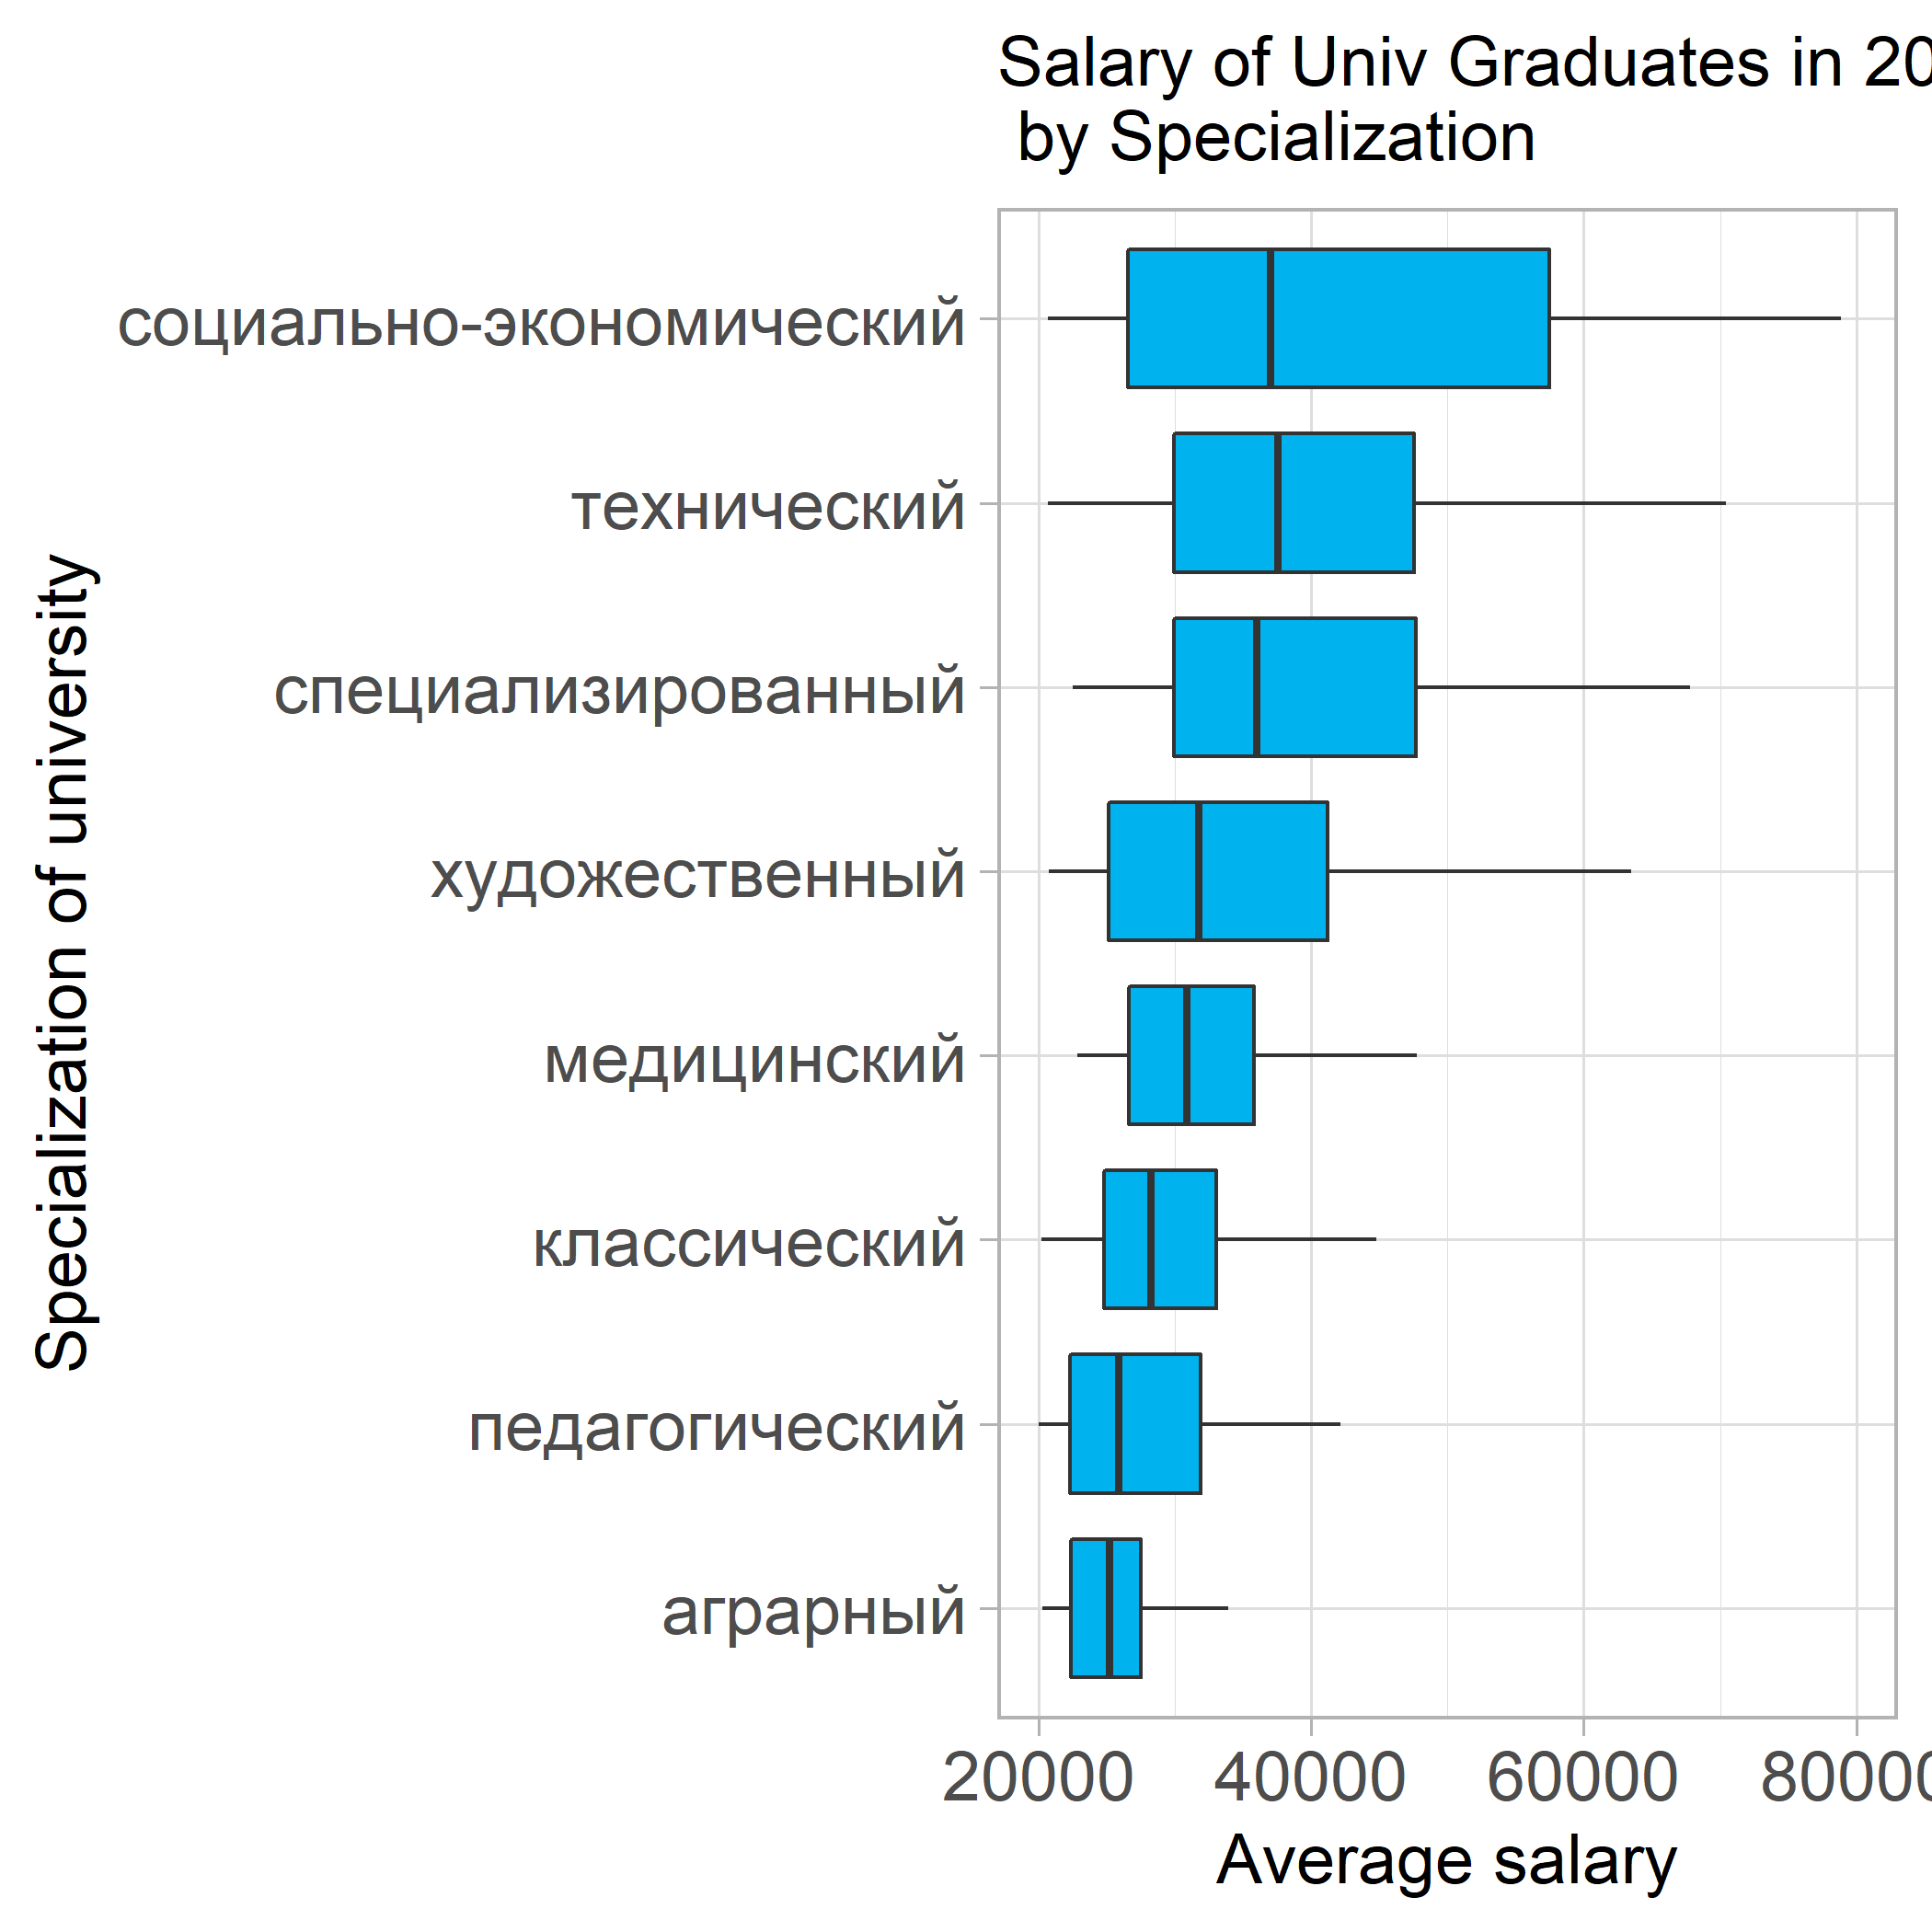 Salary of Univ Graduates in 20
by Specialization
Specialization of university
социально-экономический
технический
специализированный
художественный
медицинский
классический
педагогический
аграрный
20000 40000 60000 80000
Average salary